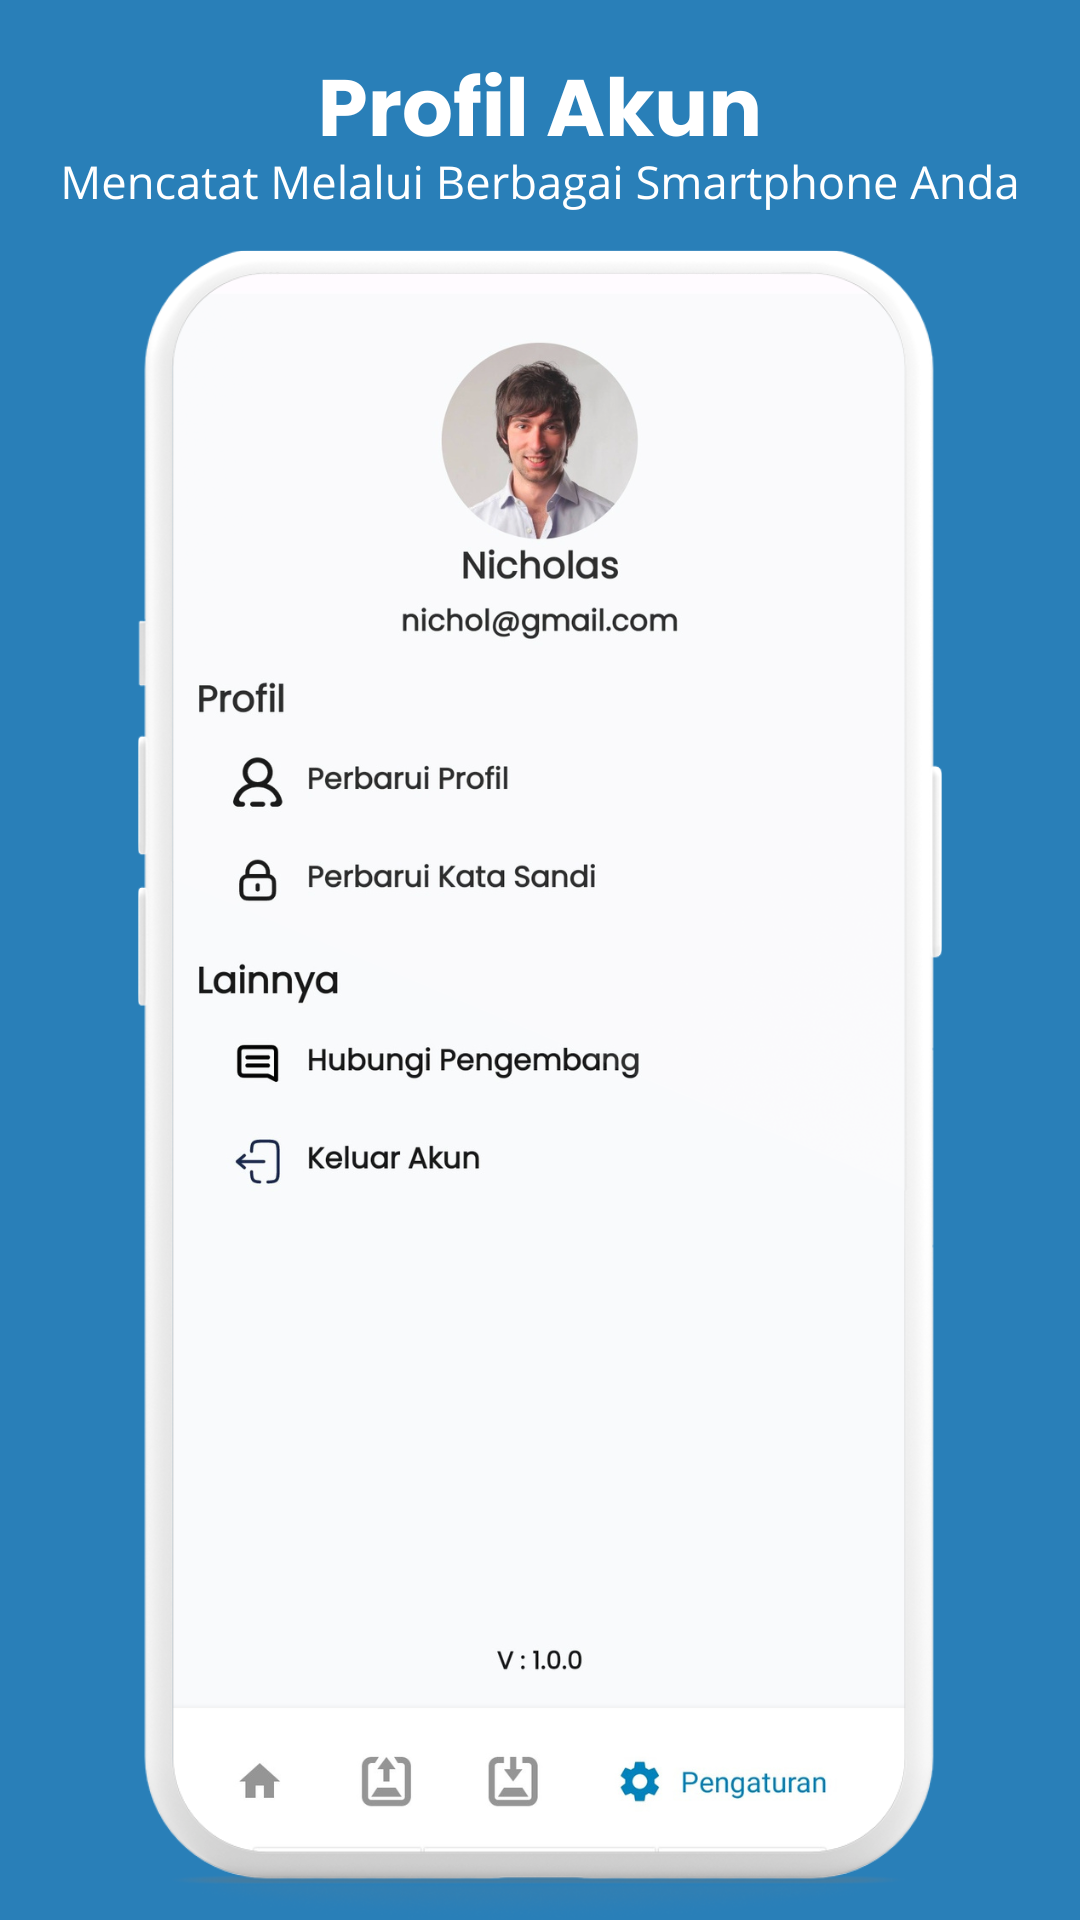 Profil Akun
Mencatat Melalui Berbagai Smartphone Anda
Nicholas
nichol@gmail.com
Profil
Perbarui Profil
Perbarui Kata Sandi
Lainnya
Hubungi Pengembang
Keluar Akun
V : 1.0.0
Pengaturan